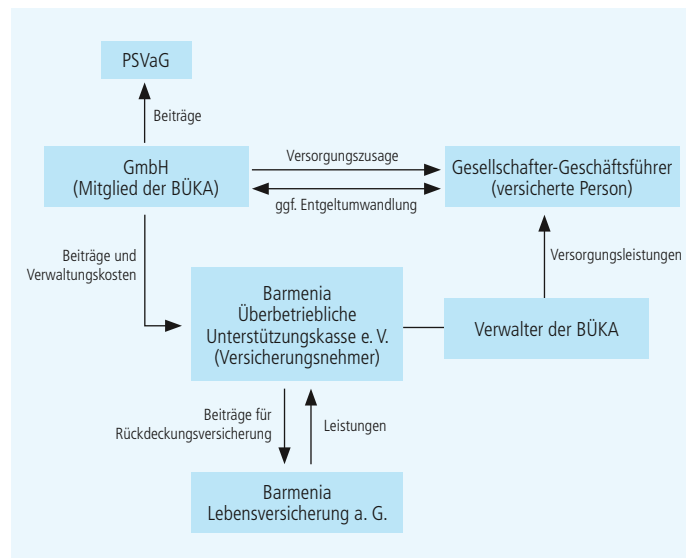 PSVaG
Beiträge
GmbH
(Mitglied der BÜKA)
Versorgungszusage
ggf. Entgeltumwandlung
Gesellschafter-Geschäftsführer
(versicherte Person)
Beiträge und
Verwaltungskosten
Versorgungsleistungen
Barmenia
Überbetriebliche
Unterstützungskasse e. V.
(Versicherungsnehmer)
Verwalter der BÜKA
Beiträge für
Rückdeckungsversicherung
Leistungen
Barmenia
Lebensversicherung a. G.